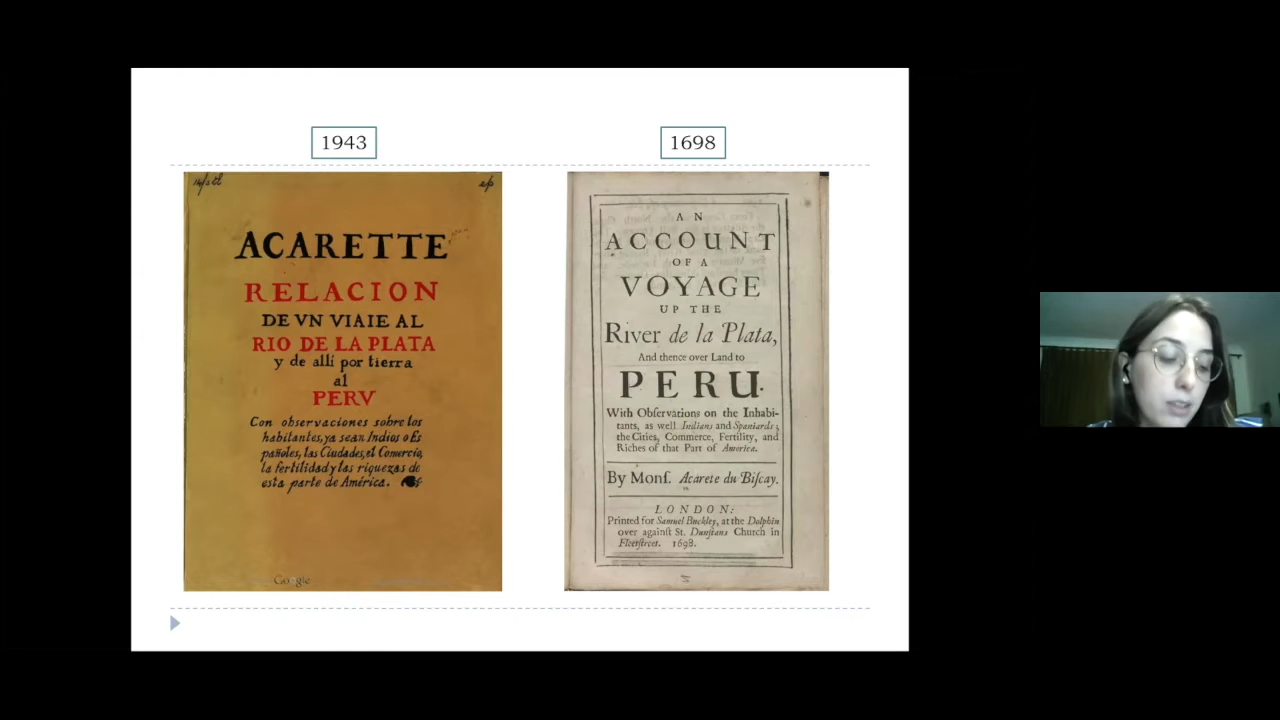 1943
ACARETTE
RELACION
DE VN VIAIE AL
RIO DE LA PLATA
y de allí por tierra
al
PERV
Con observaciones sobre los
habitantes, ya sean Indios o Es
pañoles, las Ciudades, el Comercio,
la fertilidad y las riquezas de
esta parte de América.
Google
1698
AN
ACCOUNT
OF A
VOYAGE
UP THE
River de la Plata,
And thence over Land to
PERU.
With Obſervations on the Inhabi-
tants, as well Indians and Spaniards;
the Cities, Commerce, Fertility, and
Riches of that Part of America.
By Monſ. Acarete du Biſcay.
LONDON:
Printed for Samuel Buckley, at the Dolphin
over againſt St. Dunſtans Church in
Fleetſtreet. 1698.